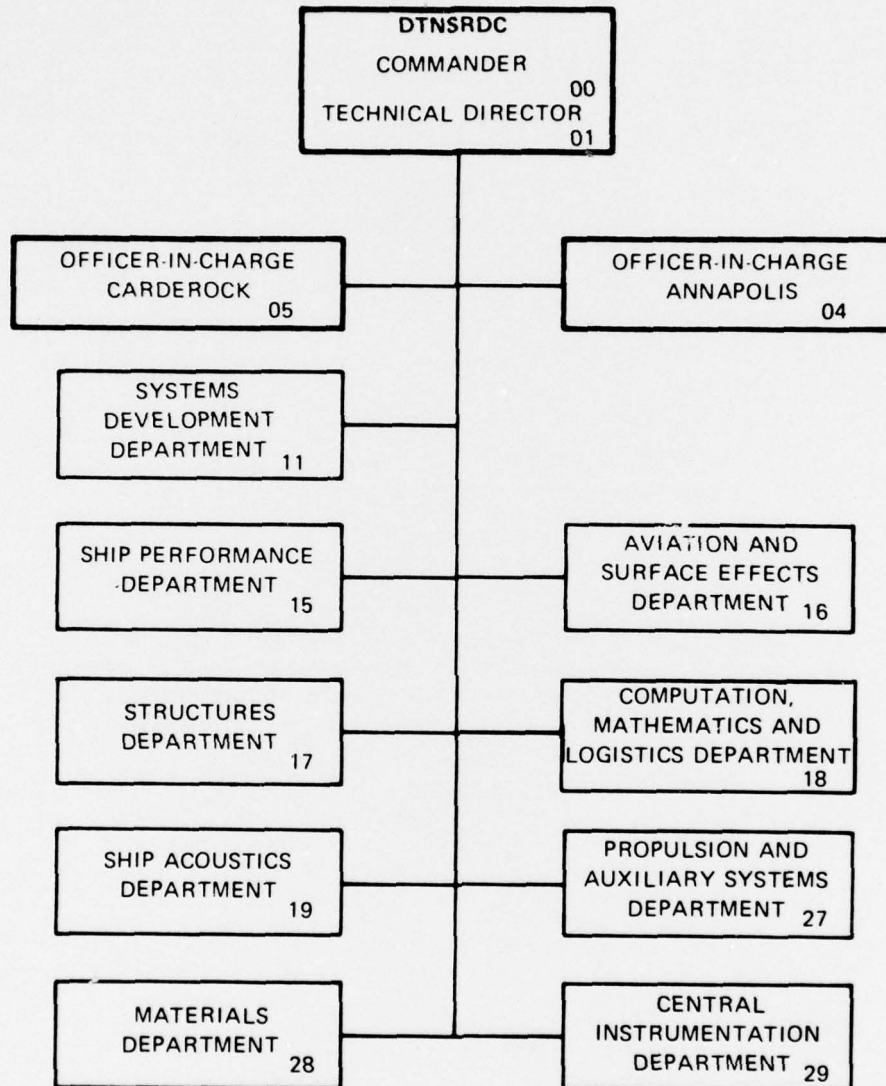 DTNSRDC
COMMANDER
00
TECHNICAL DIRECTOR
01
OFFICER-IN-CHARGE
CARDEROCK
05
OFFICER-IN-CHARGE
ANNAPOLIS
04
SYSTEMS
DEVELOPMENT
DEPARTMENT
11
SHIP PERFORMANCE
DEPARTMENT
15
AVIATION AND
SURFACE EFFECTS
DEPARTMENT
16
STRUCTURES
DEPARTMENT
17
COMPUTATION,
MATHEMATICS AND
LOGISTICS DEPARTMENT
18
SHIP ACOUSTICS
DEPARTMENT
19
PROPULSION AND
AUXILIARY SYSTEMS
DEPARTMENT
27
MATERIALS
DEPARTMENT
28
CENTRAL
INSTRUMENTATION
DEPARTMENT
29